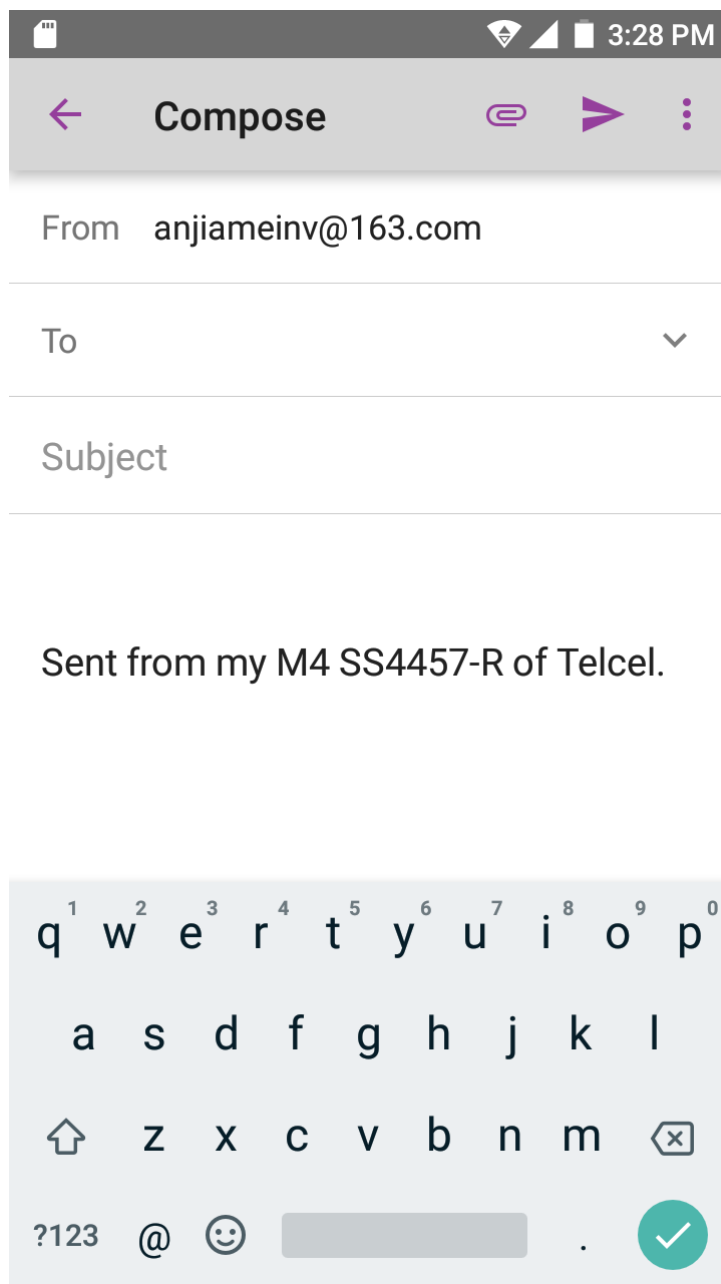 3:28 PM
Compose
From anjiameinv@163.com
To
Subject
Sent from my M4 SS4457-R of Telcel.
1 2 3 4 5 6 7 8 9 0
q w e r t y u i o p
a s d f g h j k l
z x c v b n m
?123 @ .